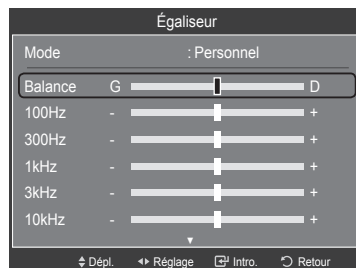 Égaliseur
Mode : Personnel
Balance G D
100Hz - +
300Hz - +
1kHz - +
3kHz - +
10kHz - +
▼
Dépl. Réglage Intro. Retour